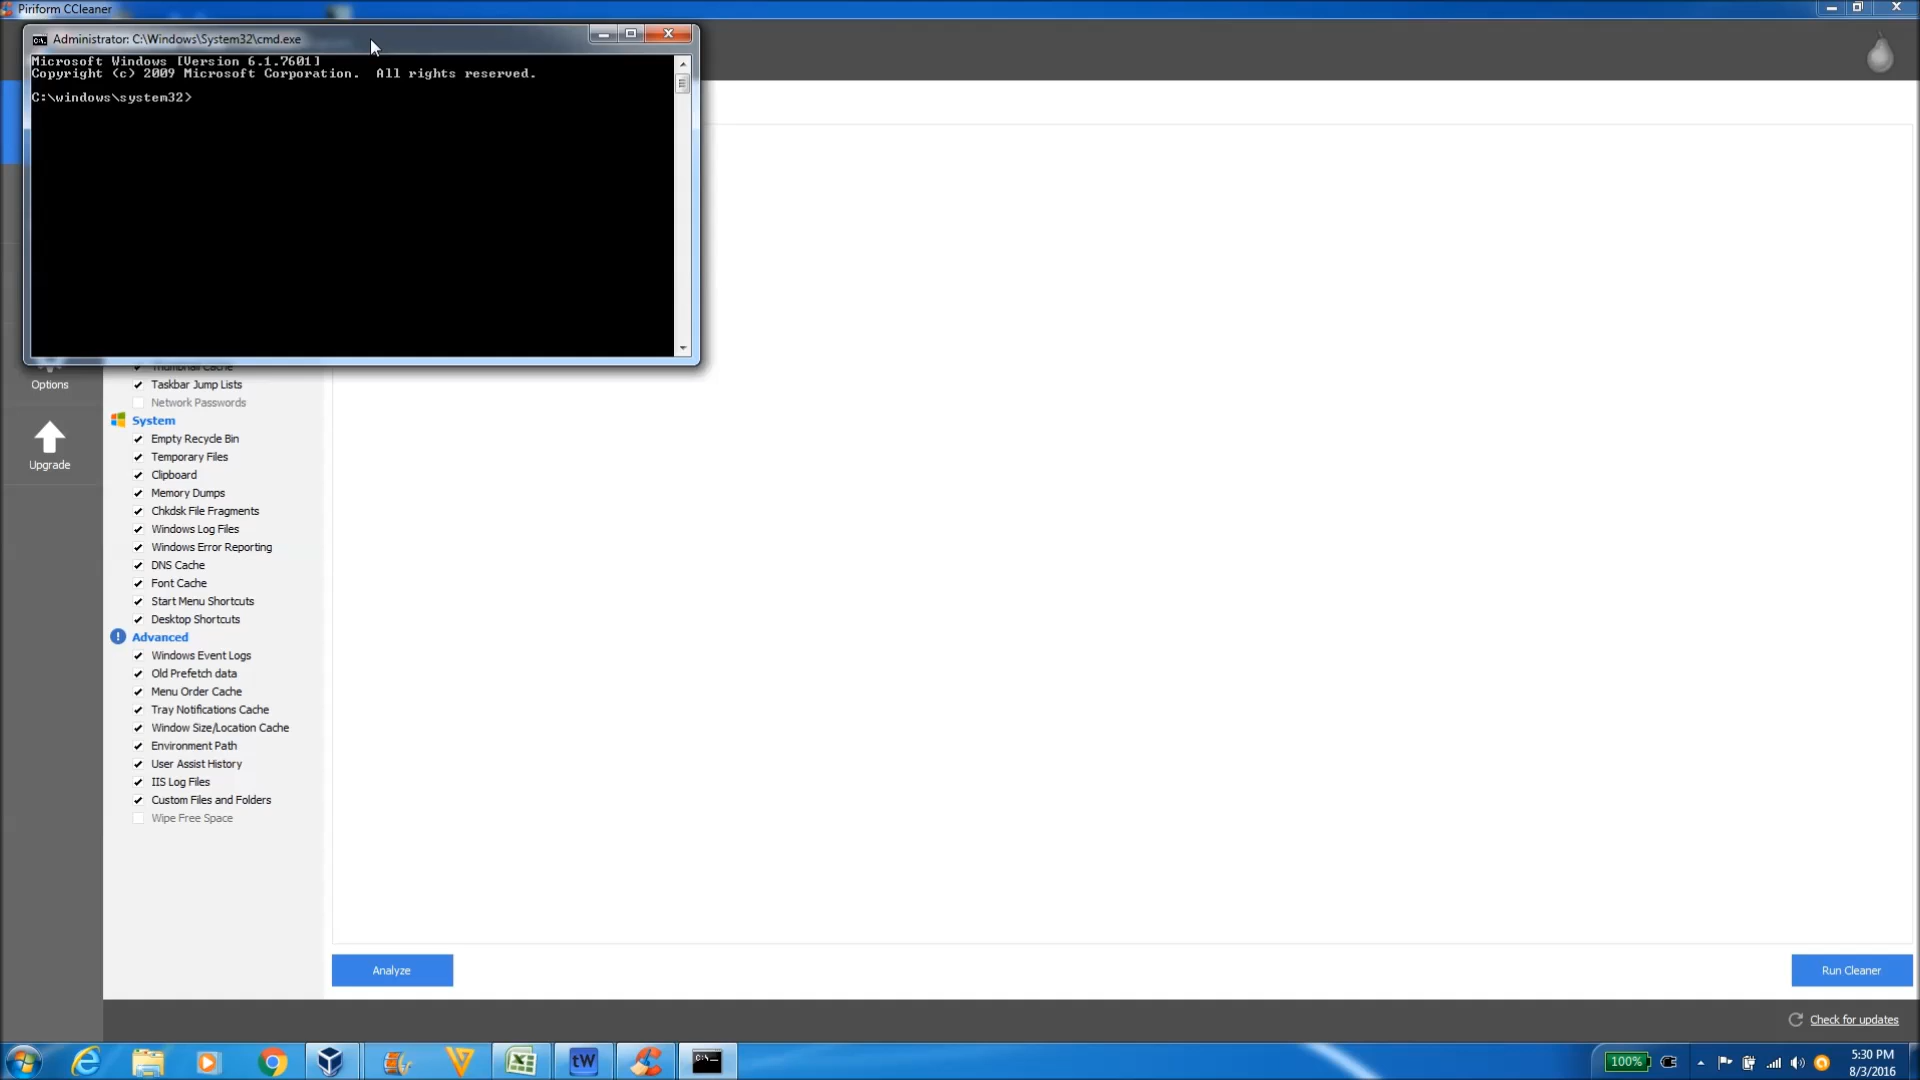 Piriform CCleaner
Administrator: C:\Windows\System32\cmd.exe
Microsoft Windows [Version 6.1.7601]
Copyright (c) 2009 Microsoft Corporation.  All rights reserved.
C:\windows\system32>
Thumbnail Cache
Options
Taskbar Jump Lists
Network Passwords
System
Empty Recycle Bin
Temporary Files
Upgrade
Clipboard
Memory Dumps
Chkdsk File Fragments
Windows Log Files
Windows Error Reporting
DNS Cache
Font Cache
Start Menu Shortcuts
Desktop Shortcuts
Advanced
Windows Event Logs
Old Prefetch data
Menu Order Cache
Tray Notifications Cache
Window Size/Location Cache
Environment Path
User Assist History
IIS Log Files
Custom Files and Folders
Wipe Free Space
Analyze
Run Cleaner
Check for updates
tW
C:\_
100%
5:30 PM
8/3/2016